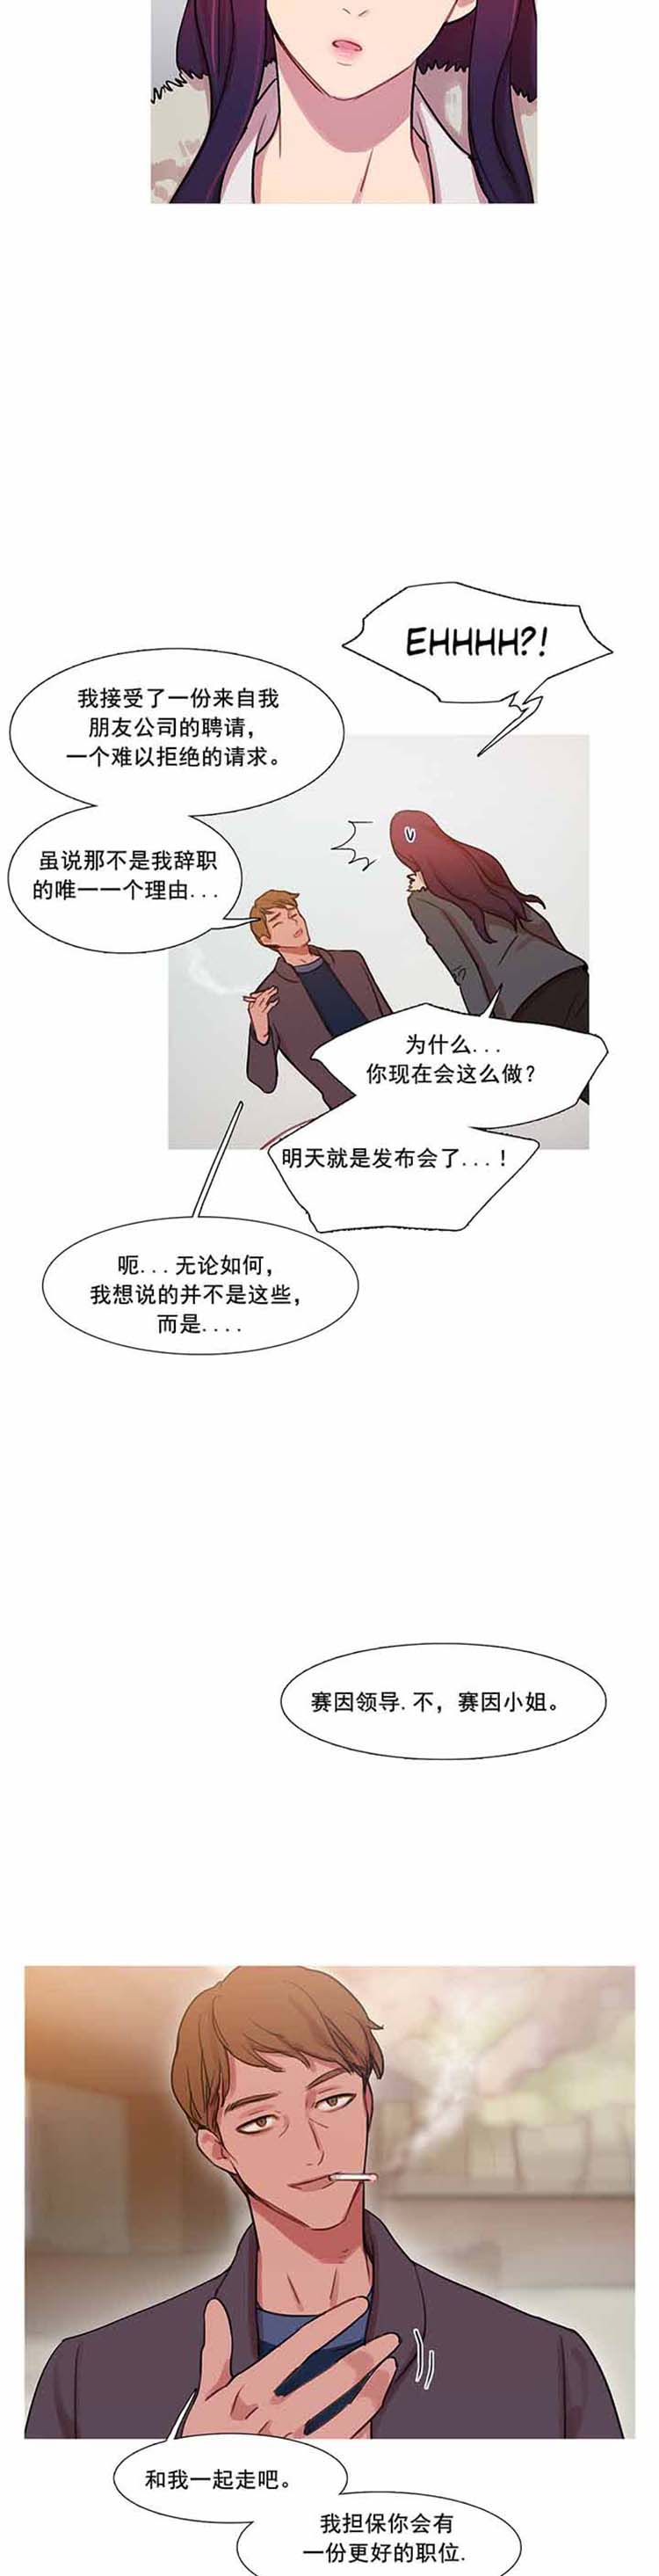 EHHHH?!
我接受了一份来自我
朋友公司的聘请，
一个难以拒绝的请求。
虽说那不是我辞职
的唯一一个理由...
为什么...
你现在会这么做？
明天就是发布会了...！
呃...无论如何，
我想说的并不是这些，
而是....
赛因领导.不，赛因小姐。
和我一起走吧。
我担保你会有
一份更好的职位.